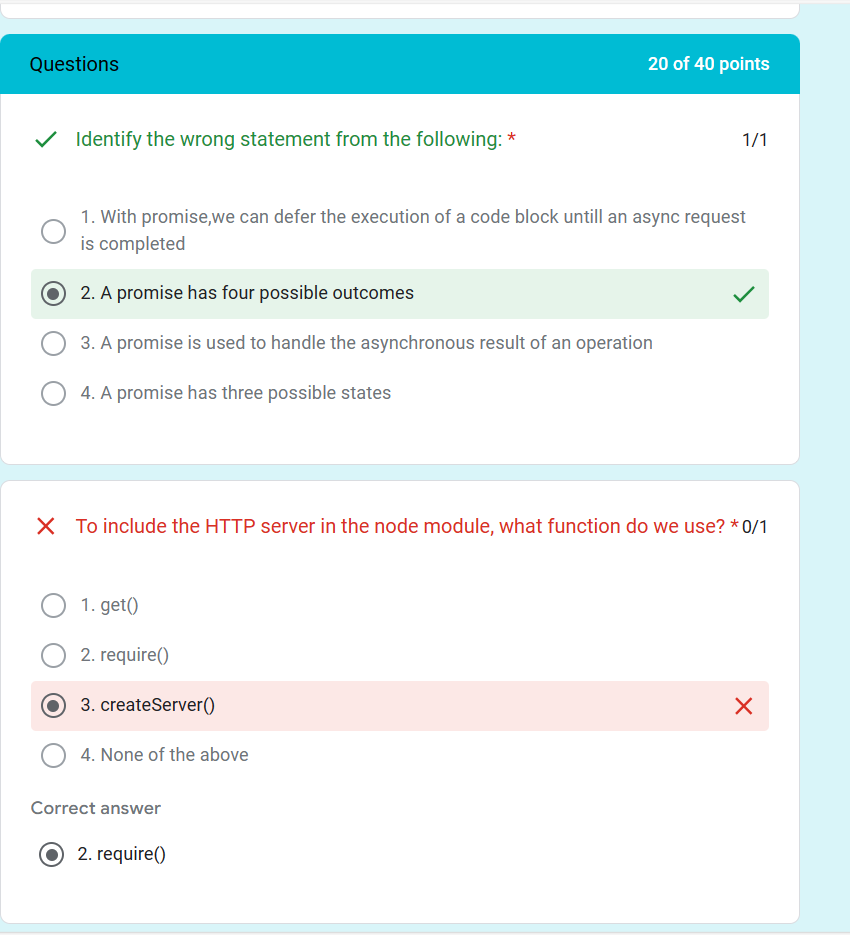 Questions
20 of 40 points
Identify the wrong statement from the following: *
1/1
1. With promise,we can defer the execution of a code block untill an async request
is completed
2. A promise has four possible outcomes
3. A promise is used to handle the asynchronous result of an operation
4. A promise has three possible states
To include the HTTP server in the node module, what function do we use? * 0/1
1. get()
2. require()
3. createServer()
4. None of the above
Correct answer
2. require()